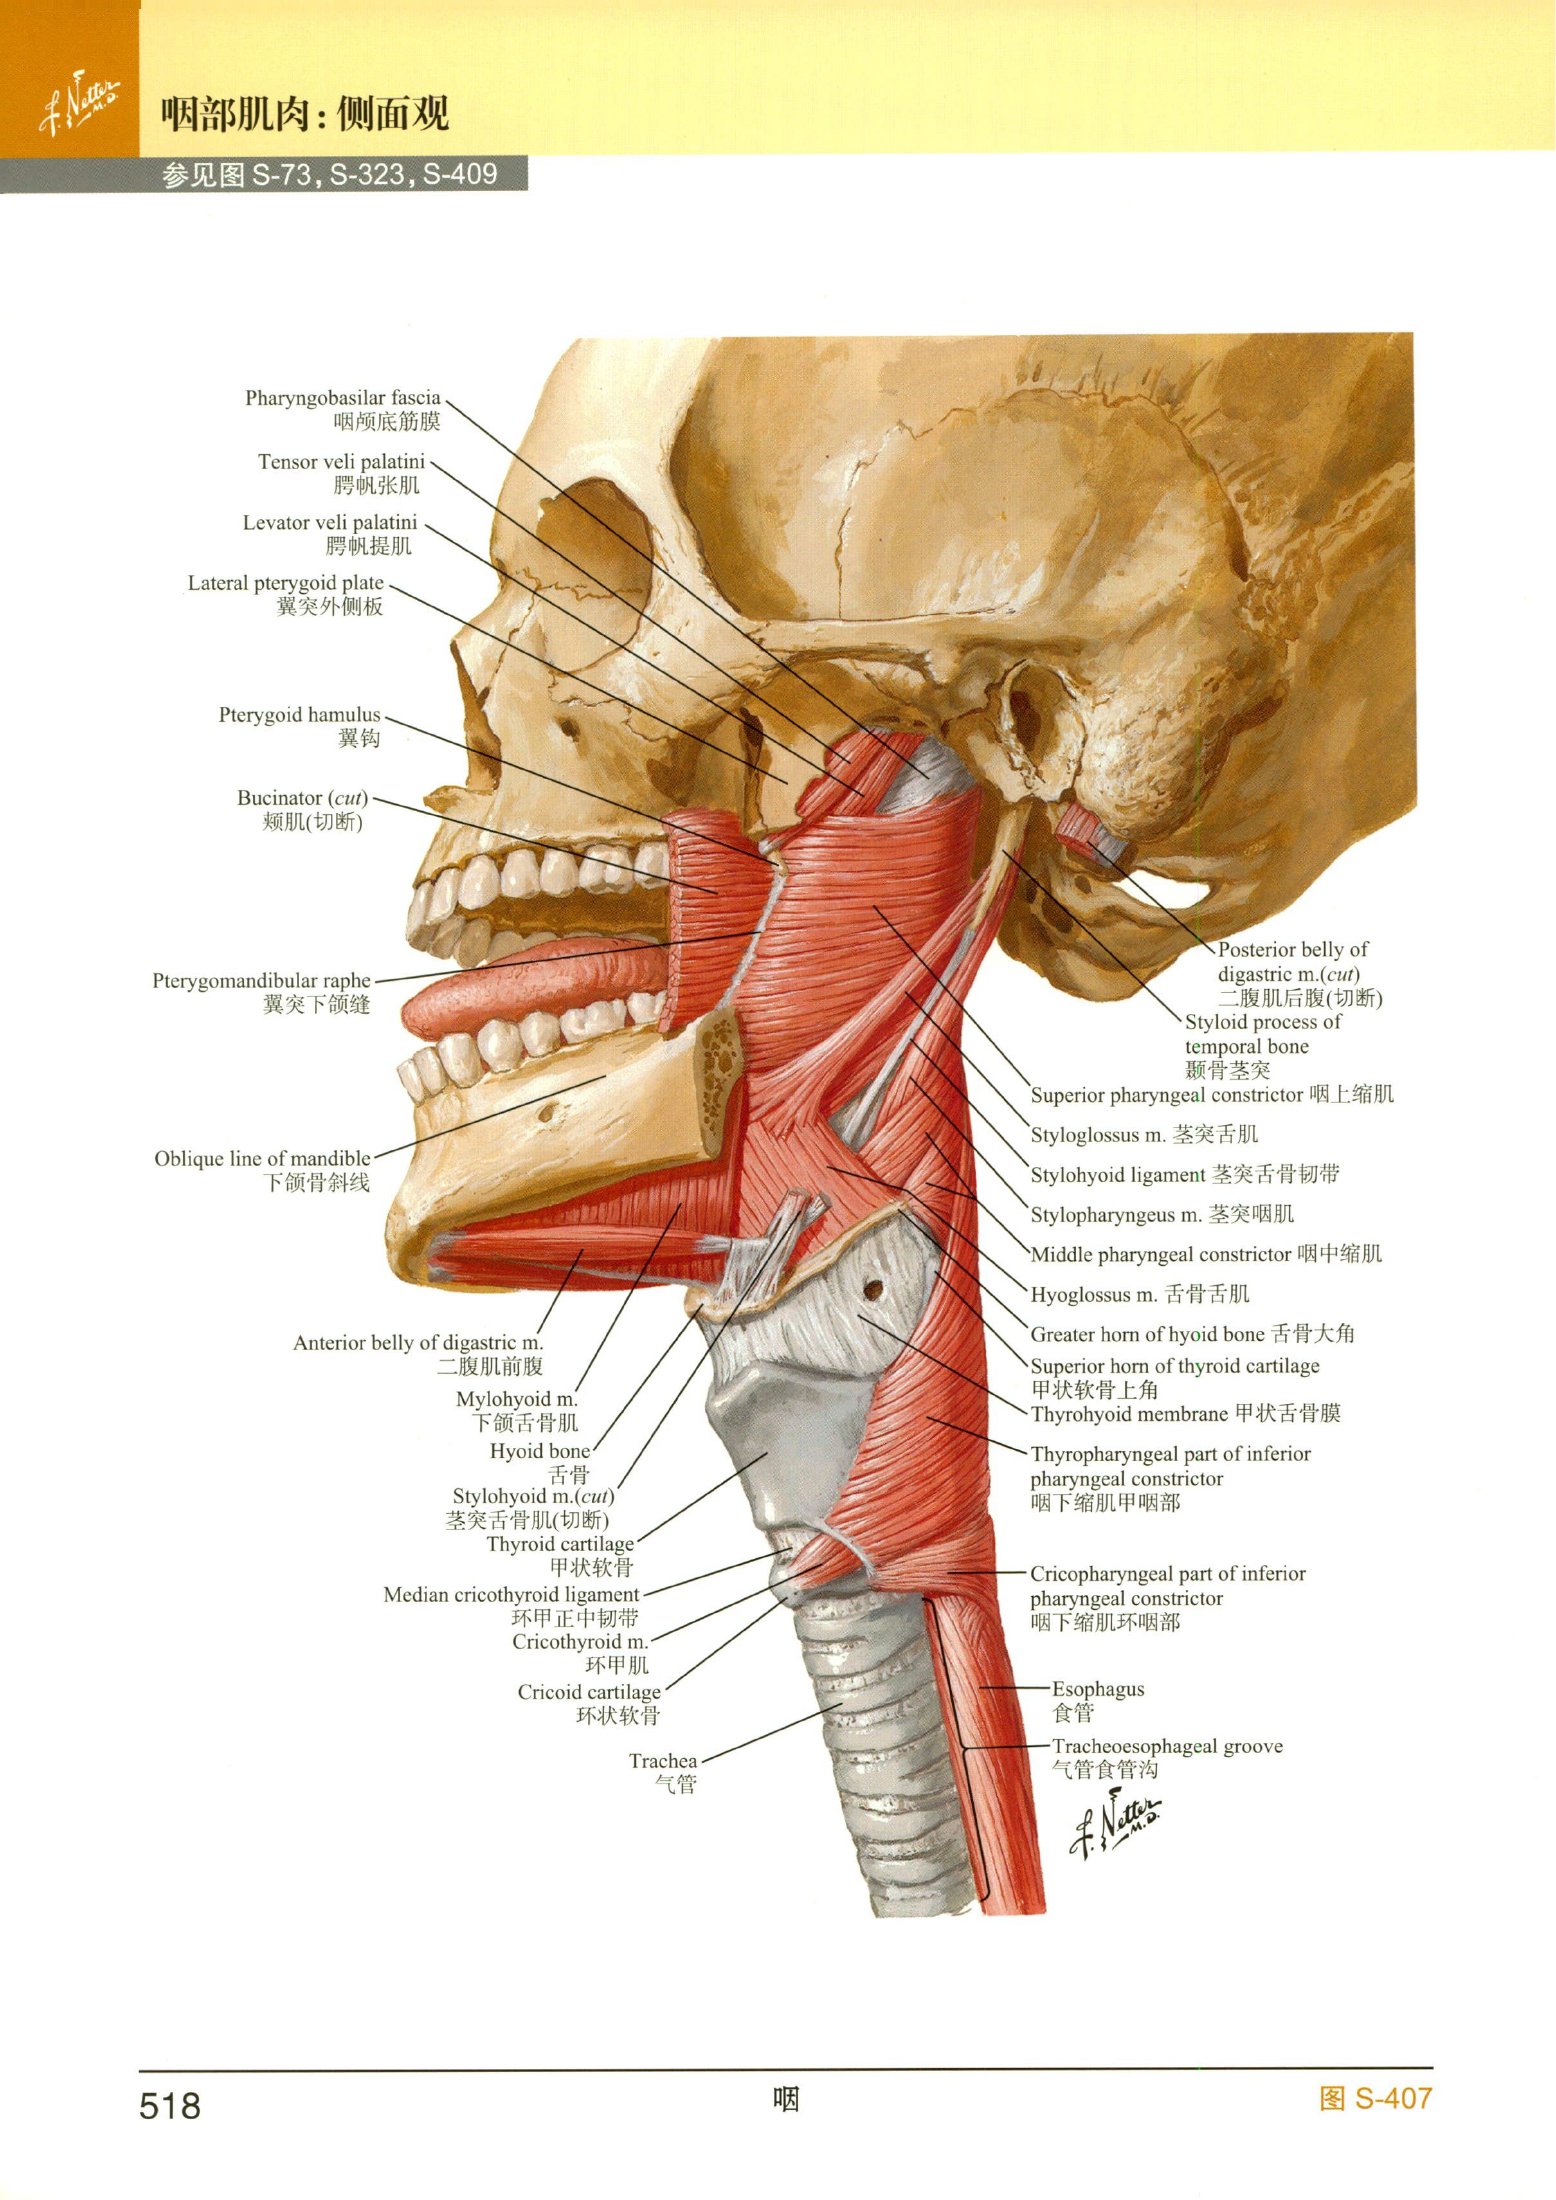 F. Netter M.D.
咽部肌肉：侧面观
参见图 S-73, S-323, S-409
Pharyngobasilar fascia
咽颅底筋膜
Tensor veli palatini
腭帆张肌
Levator veli palatini
腭帆提肌
Lateral pterygoid plate
翼突外侧板
Pterygoid hamulus
翼钩
Bucinator (cut)
颊肌(切断)
Pterygomandibular raphe
翼突下颌缝
Oblique line of mandible
下颌骨斜线
Anterior belly of digastric m.
二腹肌前腹
Mylohyoid m.
下颌舌骨肌
Hyoid bone
舌骨
Stylohyoid m.(cut)
茎突舌骨肌(切断)
Thyroid cartilage
甲状软骨
Median cricothyroid ligament
环甲正中韧带
Cricothyroid m.
环甲肌
Cricoid cartilage
环状软骨
Trachea
气管
Posterior belly of
digastric m.(cut)
二腹肌后腹(切断)
Styloid process of
temporal bone
颞骨茎突
Superior pharyngeal constrictor 咽上缩肌
Styloglossus m. 茎突舌肌
Stylohyoid ligament 茎突舌骨韧带
Stylopharyngeus m. 茎突咽肌
Middle pharyngeal constrictor 咽中缩肌
Hyoglossus m. 舌骨舌肌
Greater horn of hyoid bone 舌骨大角
Superior horn of thyroid cartilage
甲状软骨上角
Thyrohyoid membrane 甲状舌骨膜
Thyropharyngeal part of inferior
pharyngeal constrictor
咽下缩肌甲咽部
Cricopharyngeal part of inferior
pharyngeal constrictor
咽下缩肌环咽部
Esophagus
食管
Tracheoesophageal groove
气管食管沟
F. Netter M.D.
518
咽
图 S-407